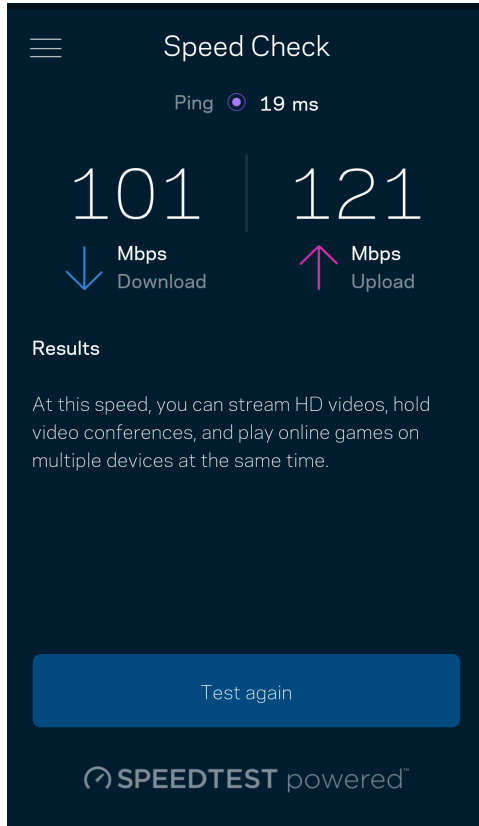 Speed Check
Ping 19 ms
101 121
Mbps Mbps
Download Upload
Results
At this speed, you can stream HD videos, hold
video conferences, and play online games on
multiple devices at the same time.
Test again
SPEEDTEST powered™